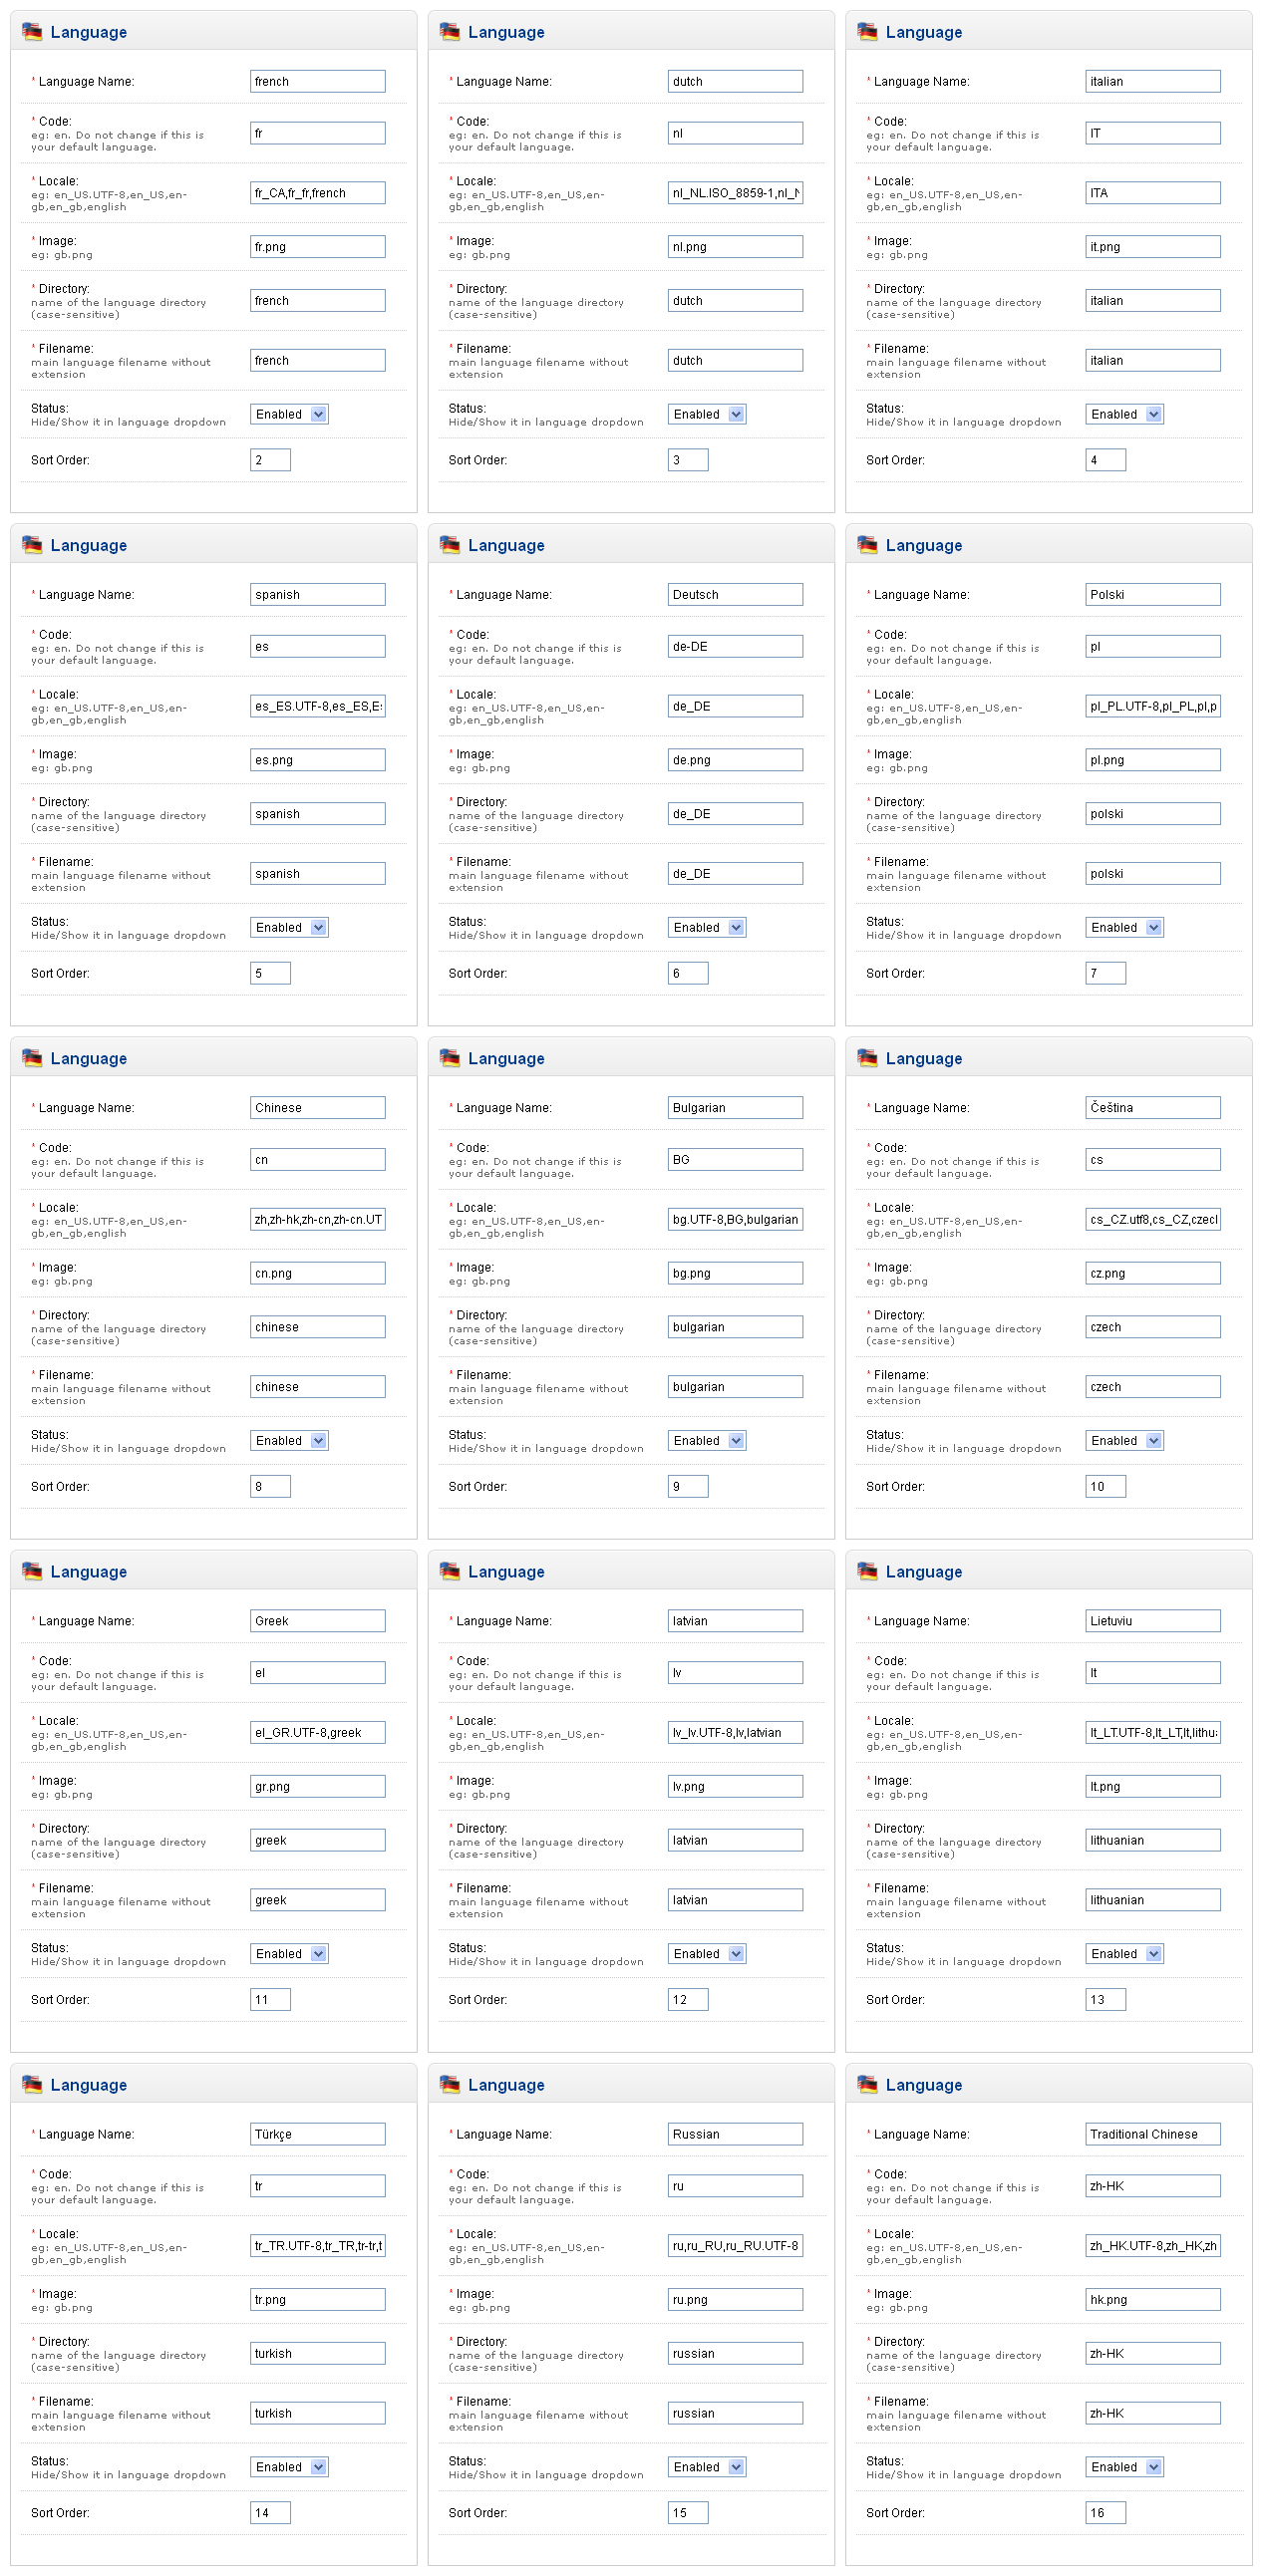 Language
* Language Name: french
* Code:
eg: en. Do not change if this is
your default language.
fr
* Locale:
eg: en_US.UTF-8,en_US,en-
gb,en_gb,english
fr_CA,fr_fr,french
* Image:
eg: gb.png
fr.png
* Directory:
name of the language directory
(case-sensitive)
french
* Filename:
main language filename without
extension
french
Status:
Hide/Show it in language dropdown
Enabled
Sort Order: 2
Language
* Language Name: dutch
* Code:
eg: en. Do not change if this is
your default language.
nl
* Locale:
eg: en_US.UTF-8,en_US,en-
gb,en_gb,english
nl_NL.ISO_8859-1,nl_
* Image:
eg: gb.png
nl.png
* Directory:
name of the language directory
(case-sensitive)
dutch
* Filename:
main language filename without
extension
dutch
Status:
Hide/Show it in language dropdown
Enabled
Sort Order: 3
Language
* Language Name: italian
* Code:
eg: en. Do not change if this is
your default language.
IT
* Locale:
eg: en_US.UTF-8,en_US,en-
gb,en_gb,english
ITA
* Image:
eg: gb.png
it.png
* Directory:
name of the language directory
(case-sensitive)
italian
* Filename:
main language filename without
extension
italian
Status:
Hide/Show it in language dropdown
Enabled
Sort Order: 4
Language
* Language Name: spanish
* Code:
eg: en. Do not change if this is
your default language.
es
* Locale:
eg: en_US.UTF-8,en_US,en-
gb,en_gb,english
es_ES.UTF-8,es_ES,E
* Image:
eg: gb.png
es.png
* Directory:
name of the language directory
(case-sensitive)
spanish
* Filename:
main language filename without
extension
spanish
Status:
Hide/Show it in language dropdown
Enabled
Sort Order: 5
Language
* Language Name: Deutsch
* Code:
eg: en. Do not change if this is
your default language.
de-DE
* Locale:
eg: en_US.UTF-8,en_US,en-
gb,en_gb,english
de_DE
* Image:
eg: gb.png
de.png
* Directory:
name of the language directory
(case-sensitive)
de_DE
* Filename:
main language filename without
extension
de_DE
Status:
Hide/Show it in language dropdown
Enabled
Sort Order: 6
Language
* Language Name: Polski
* Code:
eg: en. Do not change if this is
your default language.
pl
* Locale:
eg: en_US.UTF-8,en_US,en-
gb,en_gb,english
pl_PL.UTF-8,pl_PL,pl,p
* Image:
eg: gb.png
pl.png
* Directory:
name of the language directory
(case-sensitive)
polski
* Filename:
main language filename without
extension
polski
Status:
Hide/Show it in language dropdown
Enabled
Sort Order: 7
Language
* Language Name: Chinese
* Code:
eg: en. Do not change if this is
your default language.
cn
* Locale:
eg: en_US.UTF-8,en_US,en-
gb,en_gb,english
zh,zh-hk,zh-cn,zh-cn.UT
* Image:
eg: gb.png
cn.png
* Directory:
name of the language directory
(case-sensitive)
chinese
* Filename:
main language filename without
extension
chinese
Status:
Hide/Show it in language dropdown
Enabled
Sort Order: 8
Language
* Language Name: Bulgarian
* Code:
eg: en. Do not change if this is
your default language.
BG
* Locale:
eg: en_US.UTF-8,en_US,en-
gb,en_gb,english
bg.UTF-8,BG,bulgarian
* Image:
eg: gb.png
bg.png
* Directory:
name of the language directory
(case-sensitive)
bulgarian
* Filename:
main language filename without
extension
bulgarian
Status:
Hide/Show it in language dropdown
Enabled
Sort Order: 9
Language
* Language Name: Čeština
* Code:
eg: en. Do not change if this is
your default language.
cs
* Locale:
eg: en_US.UTF-8,en_US,en-
gb,en_gb,english
cs_CZ.utf8,cs_CZ,czec
* Image:
eg: gb.png
cz.png
* Directory:
name of the language directory
(case-sensitive)
czech
* Filename:
main language filename without
extension
czech
Status:
Hide/Show it in language dropdown
Enabled
Sort Order: 10
Language
* Language Name: Greek
* Code:
eg: en. Do not change if this is
your default language.
el
* Locale:
eg: en_US.UTF-8,en_US,en-
gb,en_gb,english
el_GR.UTF-8,greek
* Image:
eg: gb.png
gr.png
* Directory:
name of the language directory
(case-sensitive)
greek
* Filename:
main language filename without
extension
greek
Status:
Hide/Show it in language dropdown
Enabled
Sort Order: 11
Language
* Language Name: latvian
* Code:
eg: en. Do not change if this is
your default language.
lv
* Locale:
eg: en_US.UTF-8,en_US,en-
gb,en_gb,english
lv_lv.UTF-8,lv,latvian
* Image:
eg: gb.png
lv.png
* Directory:
name of the language directory
(case-sensitive)
latvian
* Filename:
main language filename without
extension
latvian
Status:
Hide/Show it in language dropdown
Enabled
Sort Order: 12
Language
* Language Name: Lietuviu
* Code:
eg: en. Do not change if this is
your default language.
lt
* Locale:
eg: en_US.UTF-8,en_US,en-
gb,en_gb,english
lt_LT.UTF-8,lt_LT,lt,lithu
* Image:
eg: gb.png
lt.png
* Directory:
name of the language directory
(case-sensitive)
lithuanian
* Filename:
main language filename without
extension
lithuanian
Status:
Hide/Show it in language dropdown
Enabled
Sort Order: 13
Language
* Language Name: Türkçe
* Code:
eg: en. Do not change if this is
your default language.
tr
* Locale:
eg: en_US.UTF-8,en_US,en-
gb,en_gb,english
tr_TR.UTF-8,tr_TR,tr-tr,t
* Image:
eg: gb.png
tr.png
* Directory:
name of the language directory
(case-sensitive)
turkish
* Filename:
main language filename without
extension
turkish
Status:
Hide/Show it in language dropdown
Enabled
Sort Order: 14
Language
* Language Name: Russian
* Code:
eg: en. Do not change if this is
your default language.
ru
* Locale:
eg: en_US.UTF-8,en_US,en-
gb,en_gb,english
ru,ru_RU,ru_RU.UTF-8
* Image:
eg: gb.png
ru.png
* Directory:
name of the language directory
(case-sensitive)
russian
* Filename:
main language filename without
extension
russian
Status:
Hide/Show it in language dropdown
Enabled
Sort Order: 15
Language
* Language Name: Traditional Chinese
* Code:
eg: en. Do not change if this is
your default language.
zh-HK
* Locale:
eg: en_US.UTF-8,en_US,en-
gb,en_gb,english
zh_HK.UTF-8,zh_HK,zh
* Image:
eg: gb.png
hk.png
* Directory:
name of the language directory
(case-sensitive)
zh-HK
* Filename:
main language filename without
extension
zh-HK
Status:
Hide/Show it in language dropdown
Enabled
Sort Order: 16